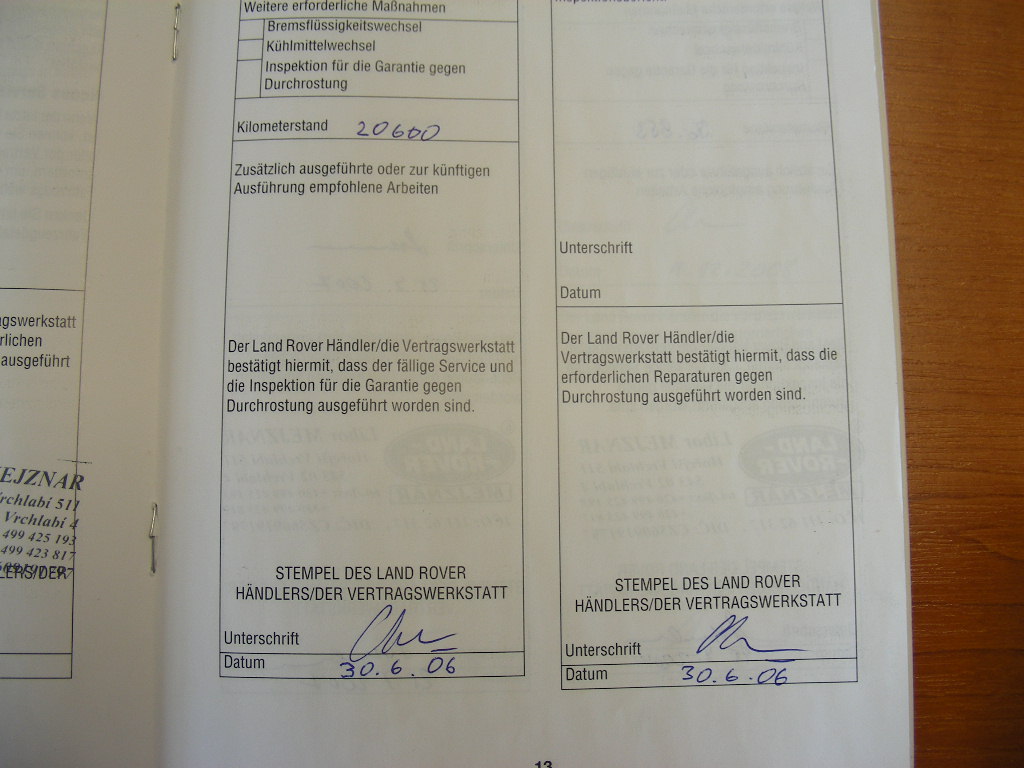 Weitere erforderliche Maßnahmen
Bremsflüssigkeitswechsel
Kühlmittelwechsel
Inspektion für die Garantie gegen
Durchrostung
Kilometerstand 20600
Zusätzlich ausgeführte oder zur künftigen
Ausführung empfohlene Arbeiten
Der Land Rover Händler/die Vertragswerkstatt
bestätigt hiermit, dass der fällige Service und
die Inspektion für die Garantie gegen
Durchrostung ausgeführt worden sind.
STEMPEL DES LAND ROVER
HÄNDLERS/DER VERTRAGSWERKSTATT
Unterschrift
Datum 30.6.06
Unterschrift
Datum
Der Land Rover Händler/die
Vertragswerkstatt bestätigt hiermit, dass die
erforderlichen Reparaturen gegen
Durchrostung ausgeführt worden sind.
STEMPEL DES LAND ROVER
HÄNDLERS/DER VERTRAGSWERKSTATT
Unterschrift
Datum 30.6.06
gswerkstatt
rlichen
ausgeführt
EJZNAR
rchlabí 511
Vrchlabí 4
499 425 193
499 423 817
13